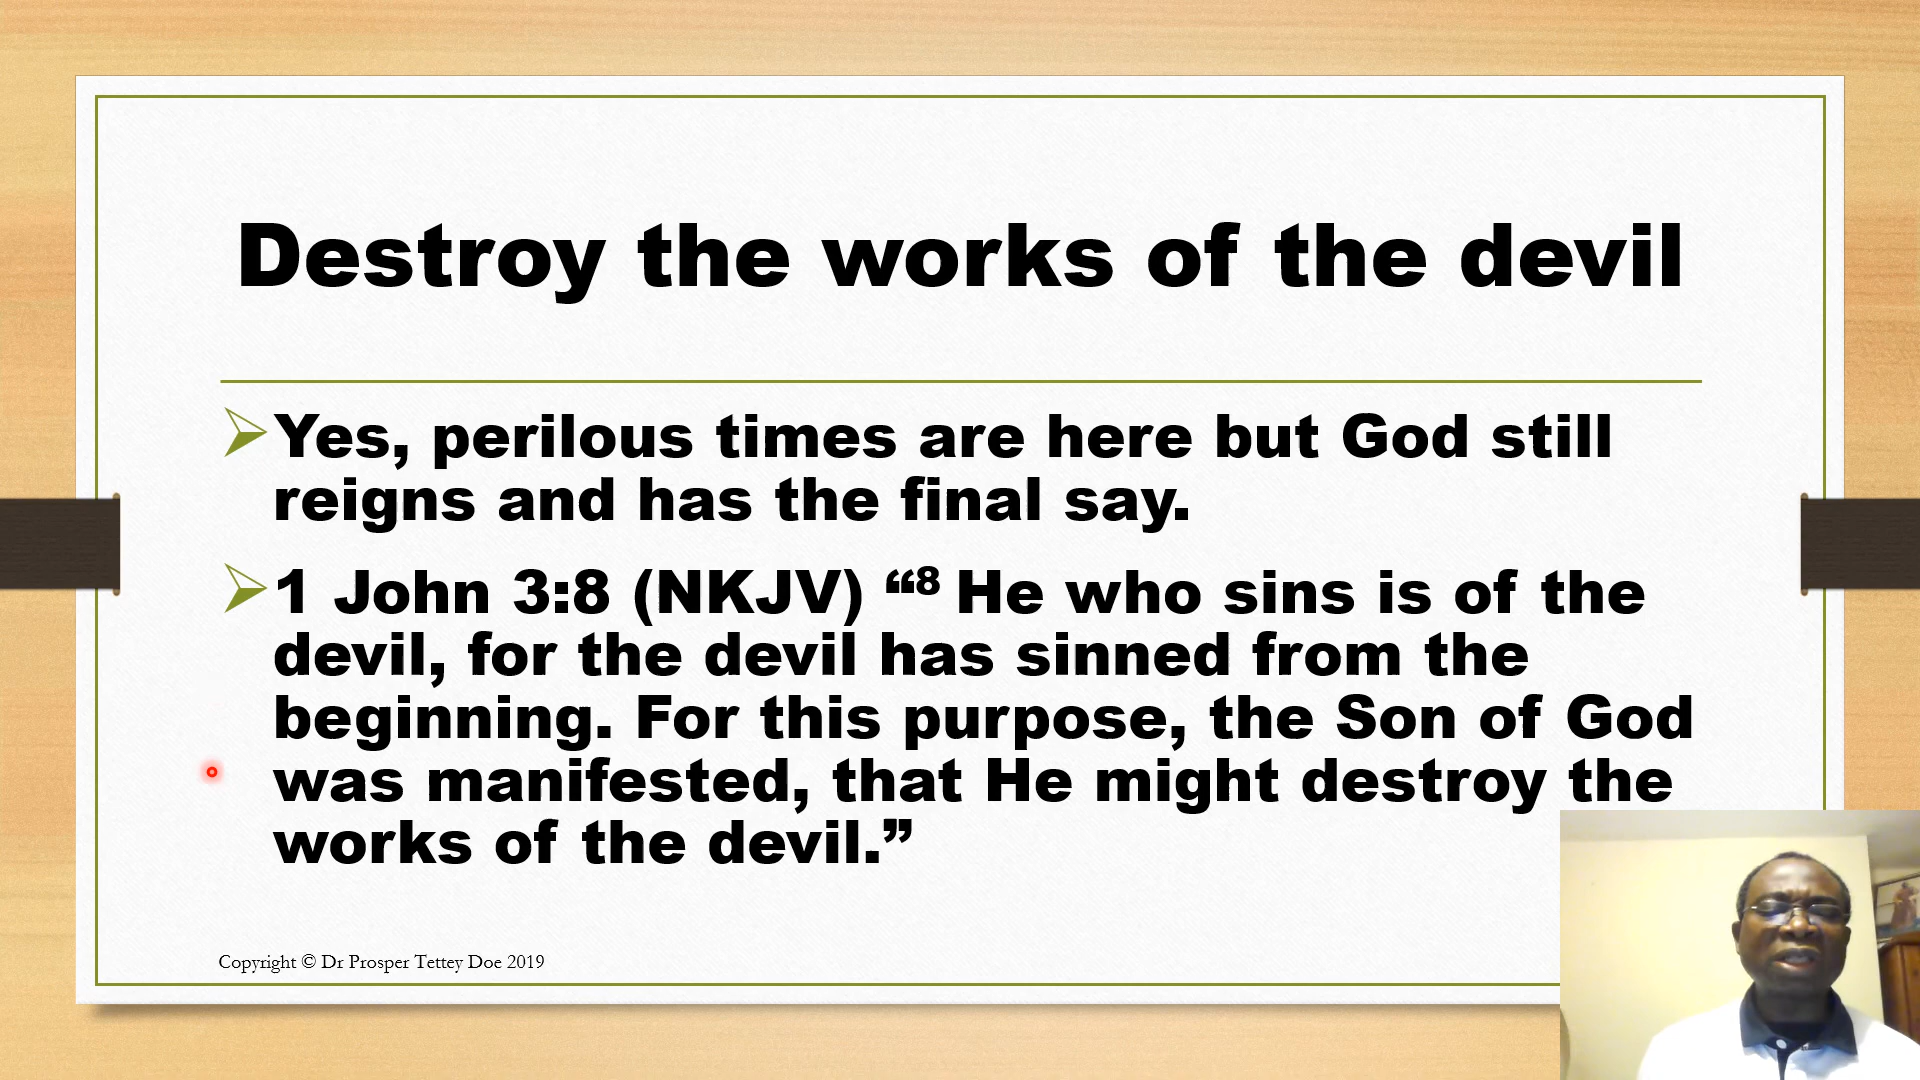 Destroy the works of the devil
Yes, perilous times are here but God still
reigns and has the final say.
1 John 3:8 (NKJV) “⁸ He who sins is of the
devil, for the devil has sinned from the
beginning. For this purpose, the Son of God
was manifested, that He might destroy the
works of the devil.”
Copyright © Dr Prosper Tettey Doe 2019